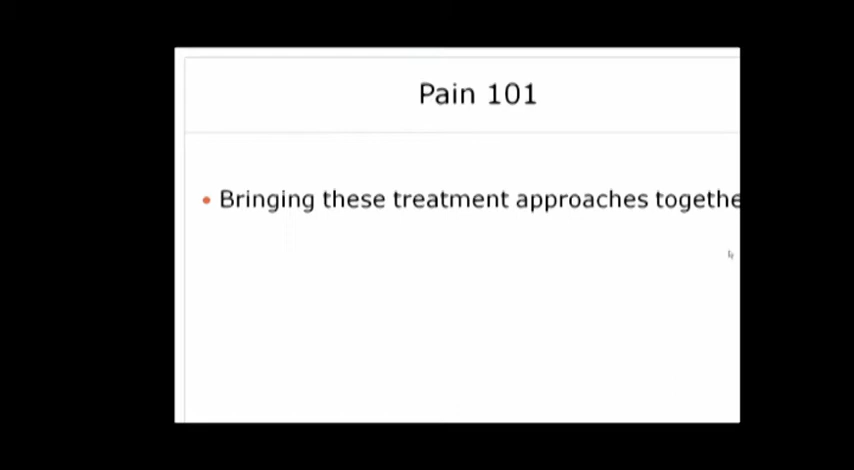 Pain 101
• Bringing these treatment approaches togethe